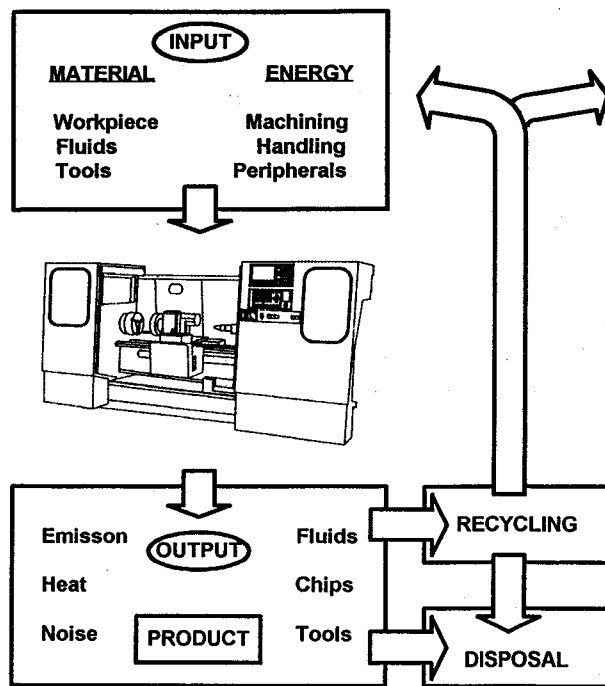 INPUT
MATERIAL ENERGY
Workpiece Machining
Fluids Handling
Tools Peripherals
Emisson OUTPUT Fluids RECYCLING
Heat Chips
Noise PRODUCT Tools
DISPOSAL